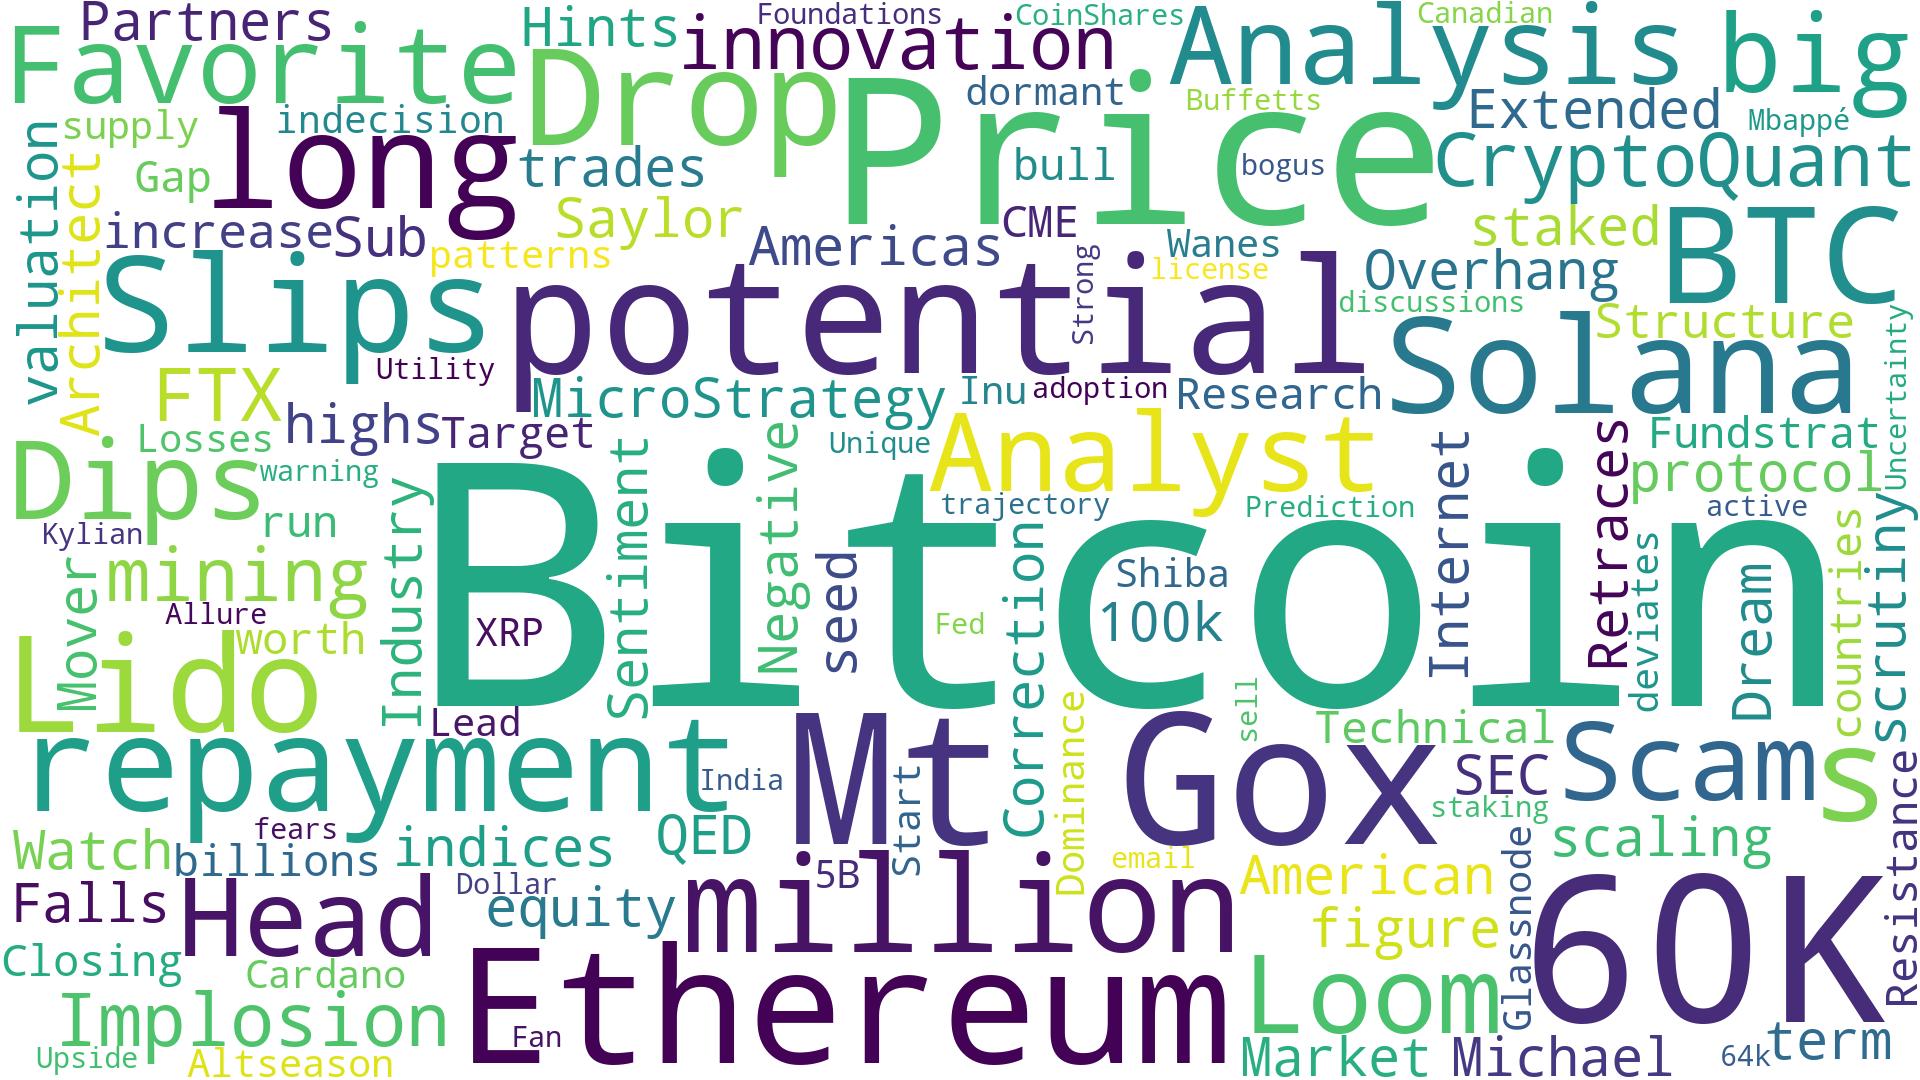 Partners
Favorite
Hints
Foundations
CoinShares
innovation
Canadian
Analysis
big
Drop
Price
dormant
Buffetts
Extended
Mbappé
supply
indecision
long
Gap
trades
bull
bogus
CryptoQuant
valuation
Architect
increase
Sub
patterns
Saylor
Americas
CME
Wanes
license
staked
BTC
Overhang
Slips
potential
Strong
discussions
Structure
Solana
Uncertainty
Utility
FTX
MicroStrategy
Inu
adoption
Research
highs
Target
Losses
Unique
Analyst
Fundstrat
protocol
Dips
warning
run
Kylian
Industry
Bitcoin
Sentiment
Negative
seed
trajectory
Prediction
Internet
Retraces
active
deviates
Dream
countries
scrutiny
mining
Mover
Allure
worth
XRP
Fed
Correction
Shiba
100k
Lido
Lead
repayment
India
Mt
Gox
Start
Dominance
sell
Technical
SEC
staking
Scam
s
Resistance
Watch
fears
billions
indices
QED
5B
email
scaling
Glassnode
Falls
Head
Dollar
equity
million
American
figure
60K
Closing
Cardano
Implosion
Ethereum
Fan
Loom
Upside
Altseason
Market
Michael
64k
term